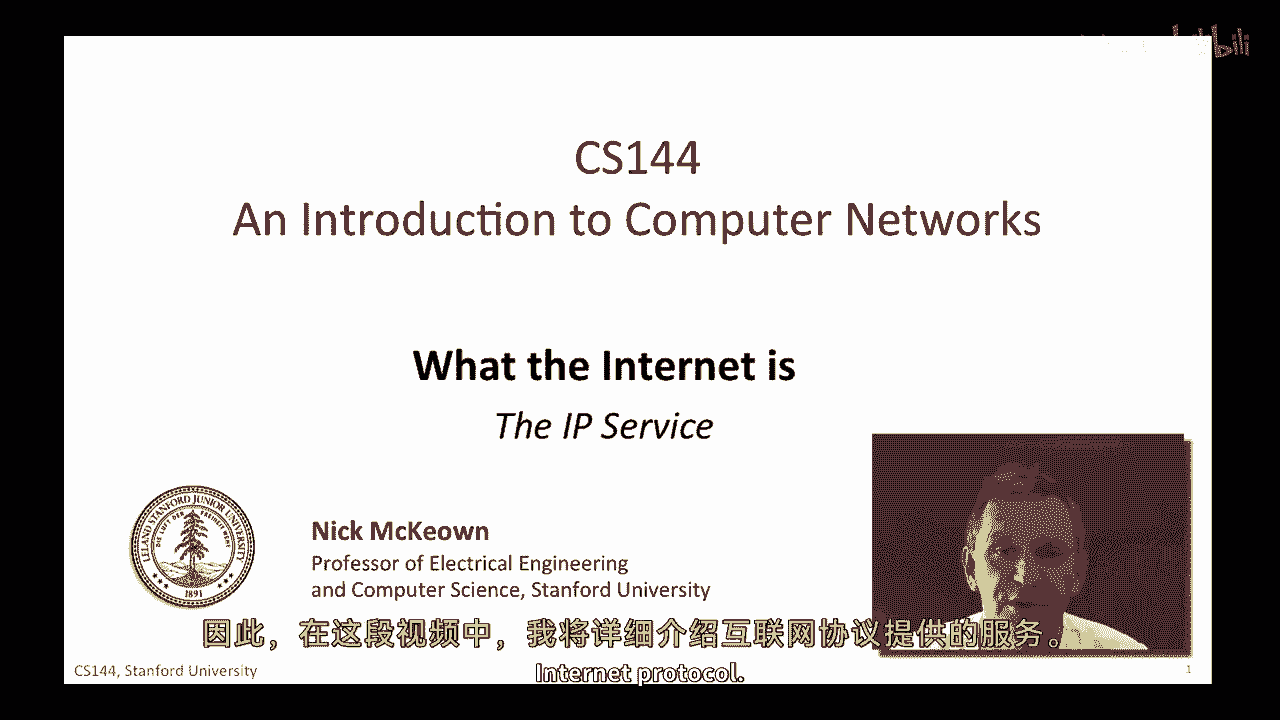 CS144
An Introduction to Computer Networks
What the Internet is
The IP Service
LELAND STANFORD JUNIOR UNIVERSITY
1891
Nick McKeown
Professor of Electrical Engineering
and Computer Science, Stanford University
因此，在这段视频中，我将详细介绍互联网协议提供的服务。
Internet protocol.
CS144, Stanford University
1